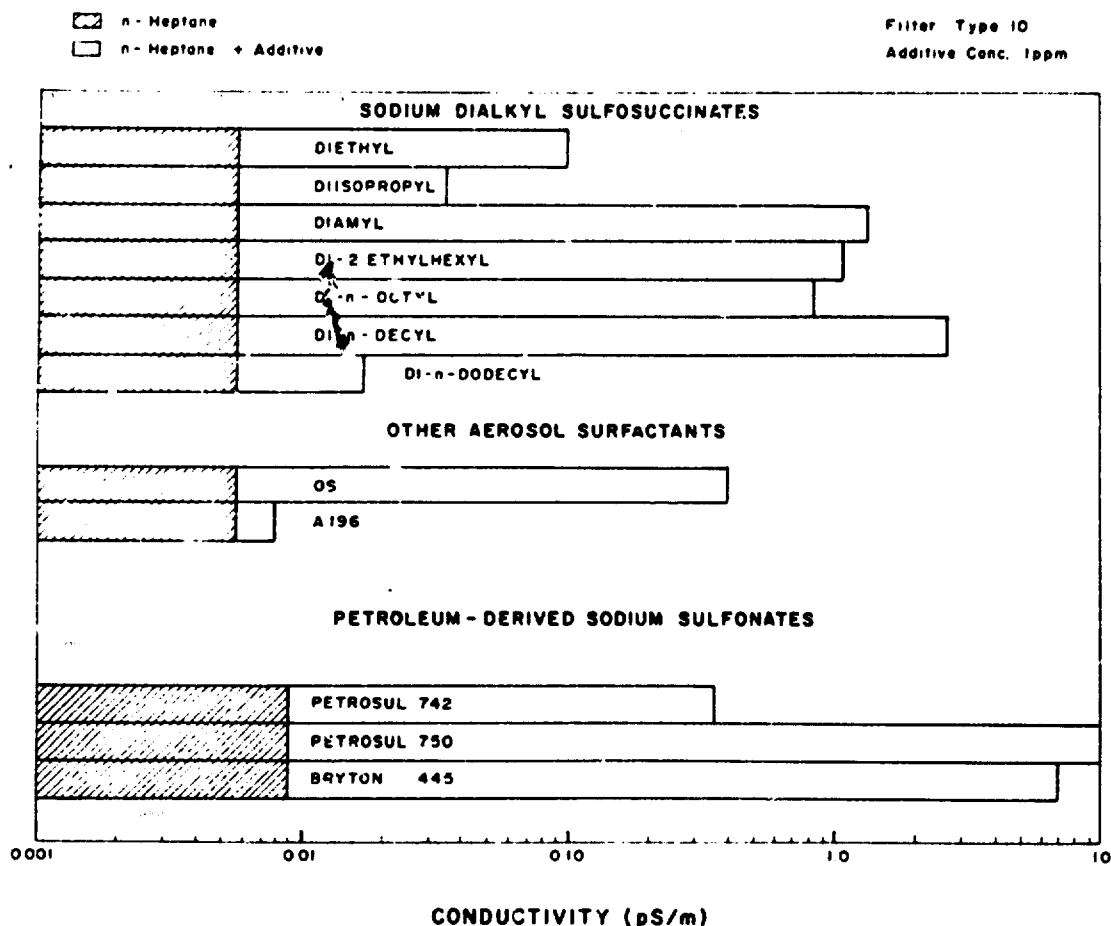 n-Heptane
n-Heptane + Additive
Filter Type 10
Additive Conc. 1ppm
SODIUM DIALKYL SULFOSUCCINATES
DIETHYL
DIISOPROPYL
DIAMYL
DI-2 ETHYLHEXYL
DI-n-OCTYL
DI-n-DECYL
DI-n-DODECYL
OTHER AEROSOL SURFACTANTS
OS
A196
PETROLEUM-DERIVED SODIUM SULFONATES
PETROSUL 742
PETROSUL 750
BRYTON 445
0.001 0.01 0.10 1.0 10
CONDUCTIVITY (pS/m)